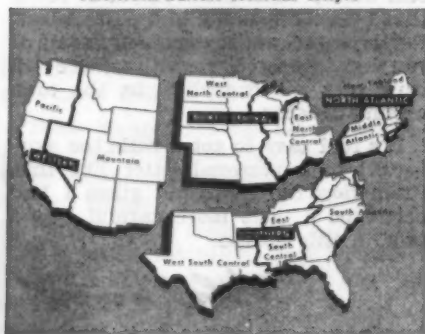 West
North Central
New England
NORTH ATLANTIC
Pacific
East
North
Central
Middle
Atlantic
WESTERN
Mountain
East
South Atlantic
South
Central
West South Central